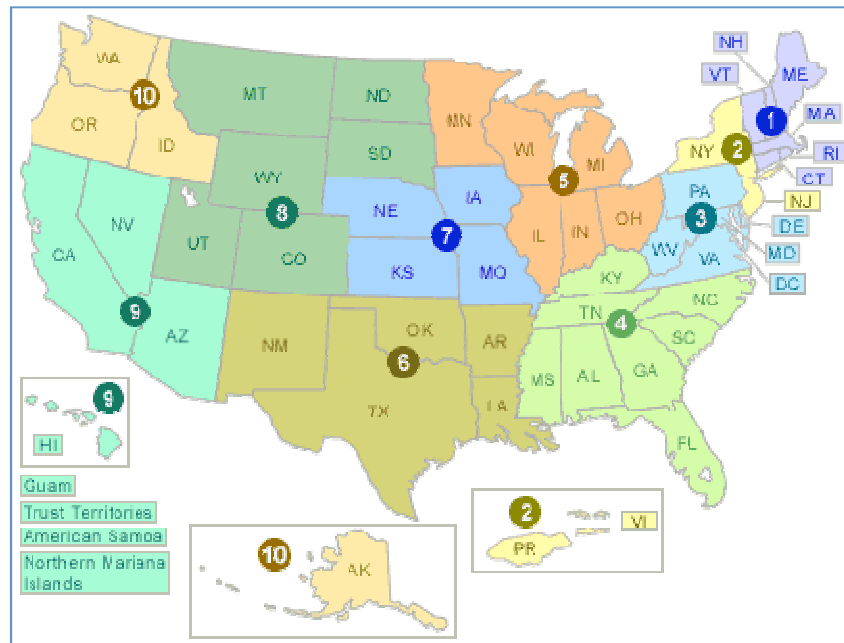 NH
WA
VT
ME
MT
ND
10
MN
OR
1
MA
ID
WI
NY
2
SD
MI
RI
WY
5
CT
PA
NJ
8
IA
NE
3
NV
OH
DE
7
IL
IN
UT
WV
CA
CO
VA
MD
KS
MO
DC
KY
NC
9
TN
OK
4
AZ
NM
AR
SC
6
MS
AL
GA
9
TX
LA
HI
FL
Guam
Trust Territories
2
American Samoa
VI
PR
10
Northern Mariana
AK
Islands